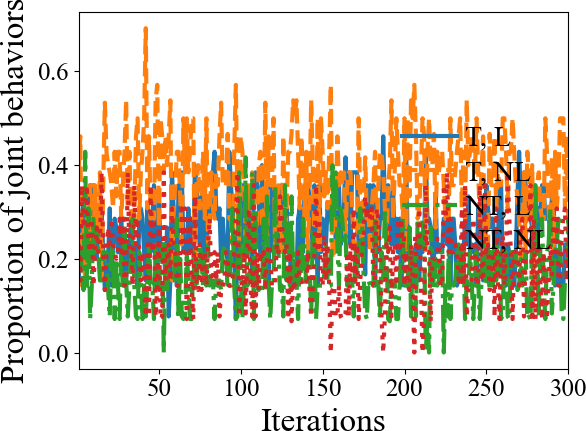 Proportion of joint behaviors
0.6
0.4
0.2
0.0
T, L
T, NL
NT, L
NT, NL
50
100
150
200
250
300
Iterations